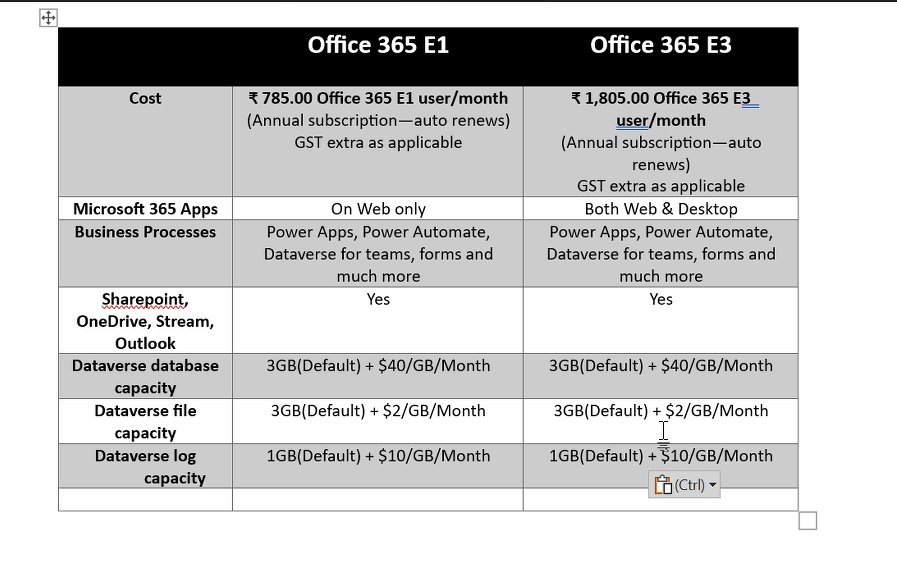 Office 365 E1 Office 365 E3
Cost ₹ 785.00 Office 365 E1 user/month ₹ 1,805.00 Office 365 E3
(Annual subscription—auto renews) user/month
GST extra as applicable (Annual subscription—auto
renews)
GST extra as applicable
Microsoft 365 Apps On Web only Both Web & Desktop
Business Processes Power Apps, Power Automate, Power Apps, Power Automate,
Dataverse for teams, forms and Dataverse for teams, forms and
much more much more
Sharepoint, Yes Yes
OneDrive, Stream,
Outlook
Dataverse database 3GB(Default) + $40/GB/Month 3GB(Default) + $40/GB/Month
capacity
Dataverse file 3GB(Default) + $2/GB/Month 3GB(Default) + $2/GB/Month
capacity
Dataverse log 1GB(Default) + $10/GB/Month 1GB(Default) + $10/GB/Month
capacity
(Ctrl)